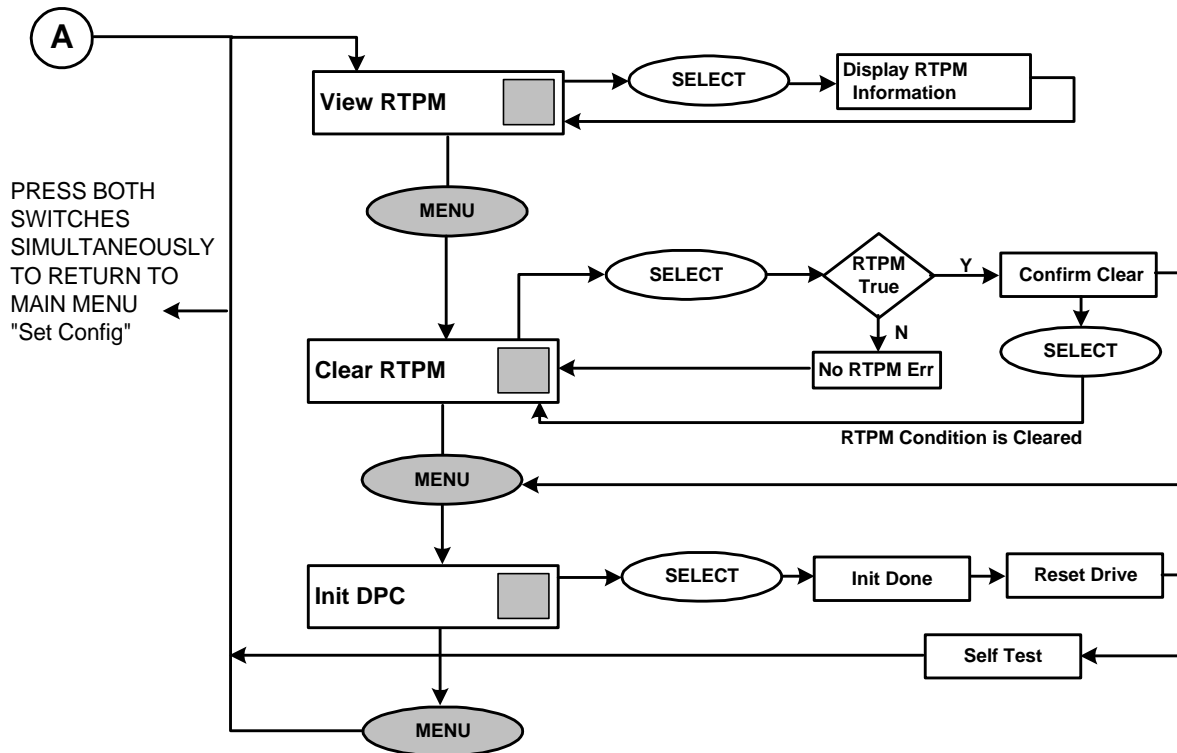 A
View RTPM
SELECT
Display RTPM
Information
MENU
PRESS BOTH
SWITCHES
SIMULTANEOUSLY
TO RETURN TO
MAIN MENU
"Set Config"
Clear RTPM
SELECT
RTPM
True
Y
Confirm Clear
N
No RTPM Err
SELECT
RTPM Condition is Cleared
MENU
Init DPC
SELECT
Init Done
Reset Drive
Self Test
MENU